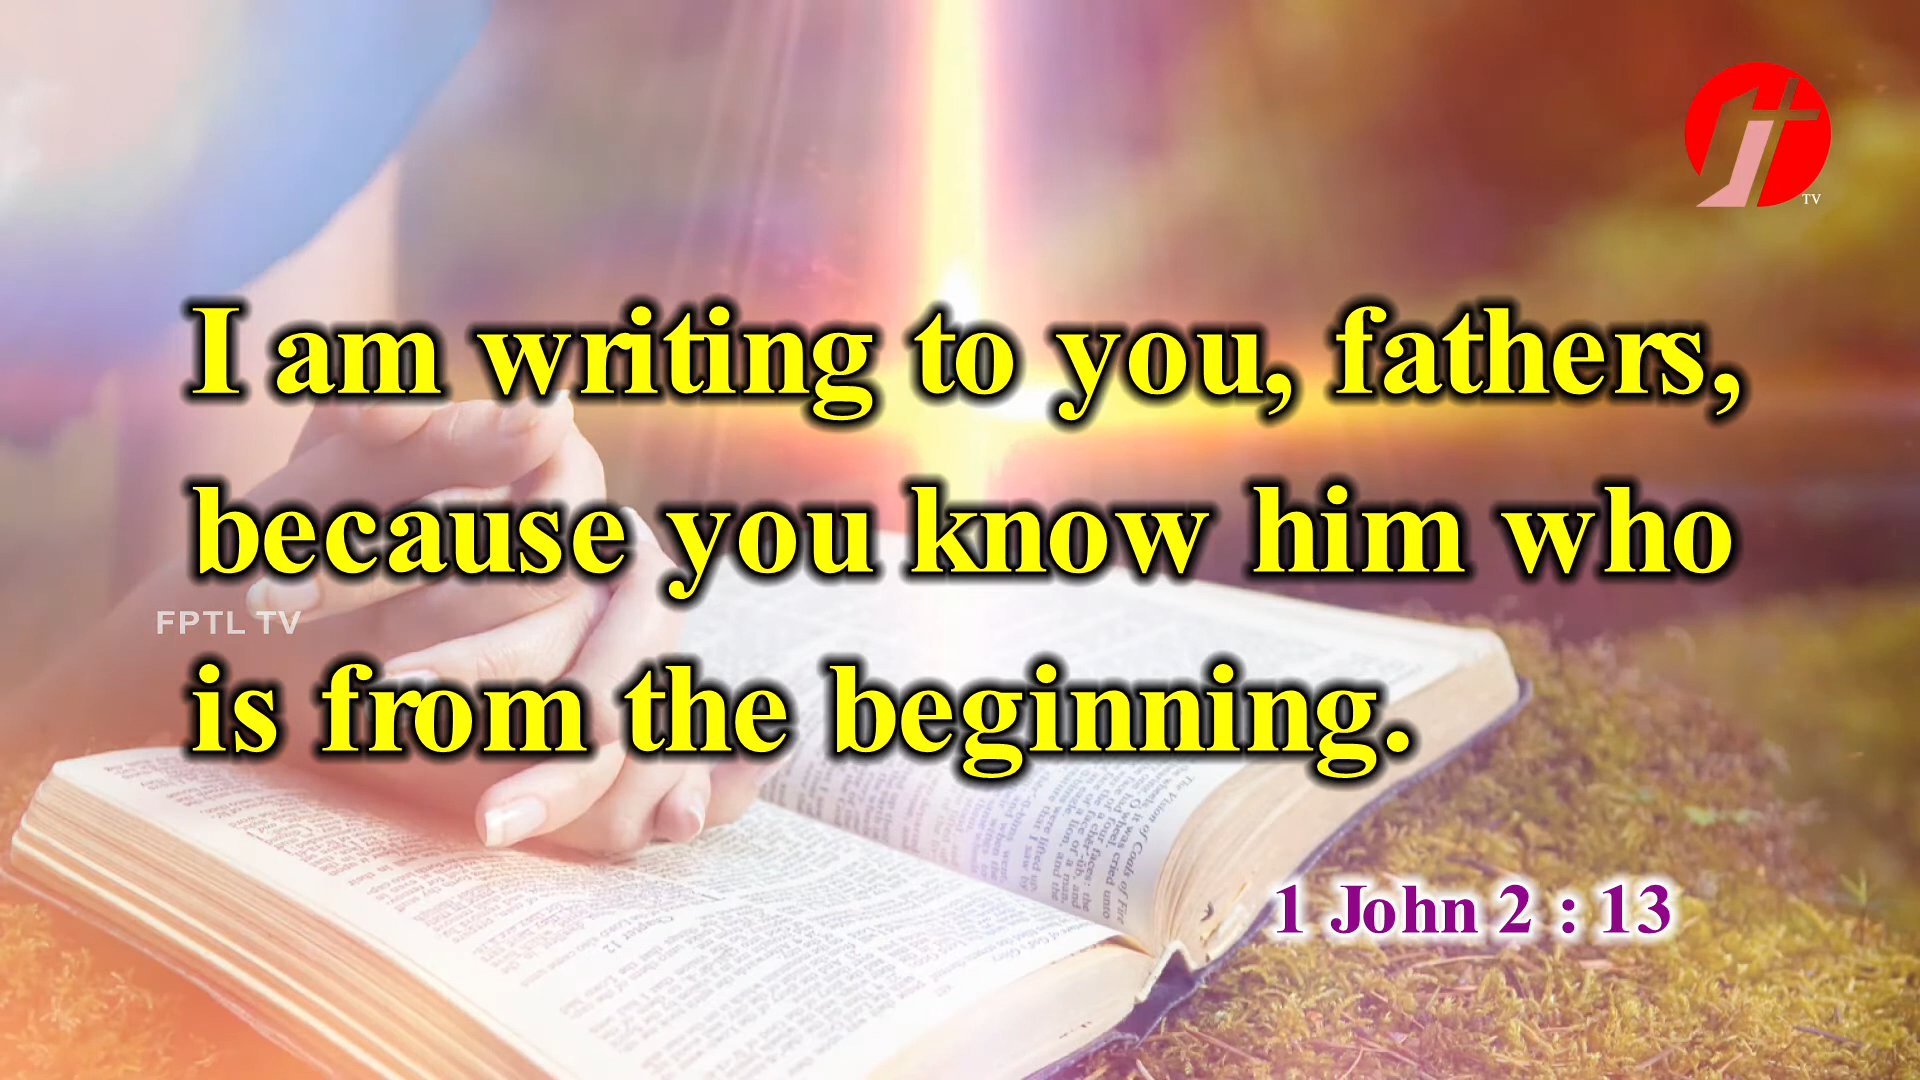 TV
I am writing to you, fathers,
because you know him who
FPTL TV
is from the beginning.
1 John 2 : 13